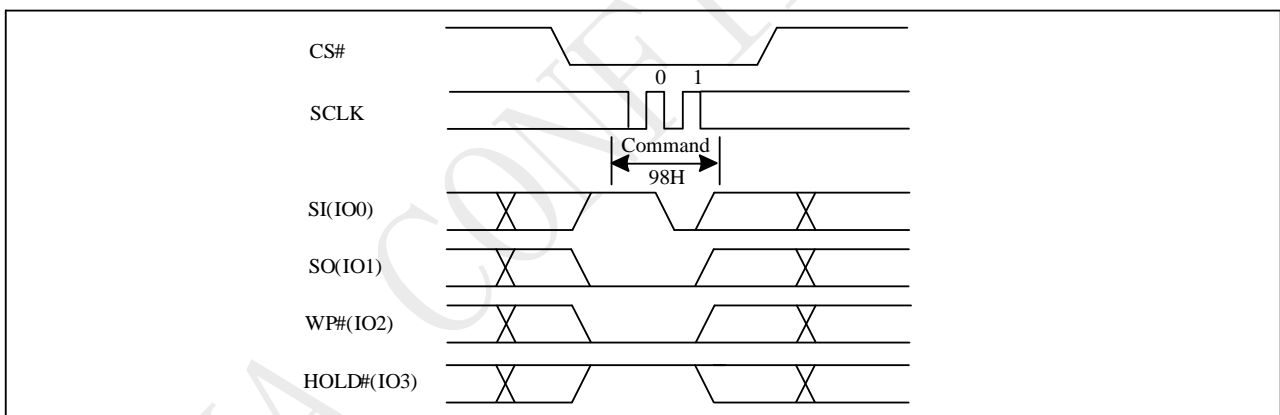 CS#
0 1
SCLK
Command
98H
SI(IO0)
SO(IO1)
WP#(IO2)
HOLD#(IO3)